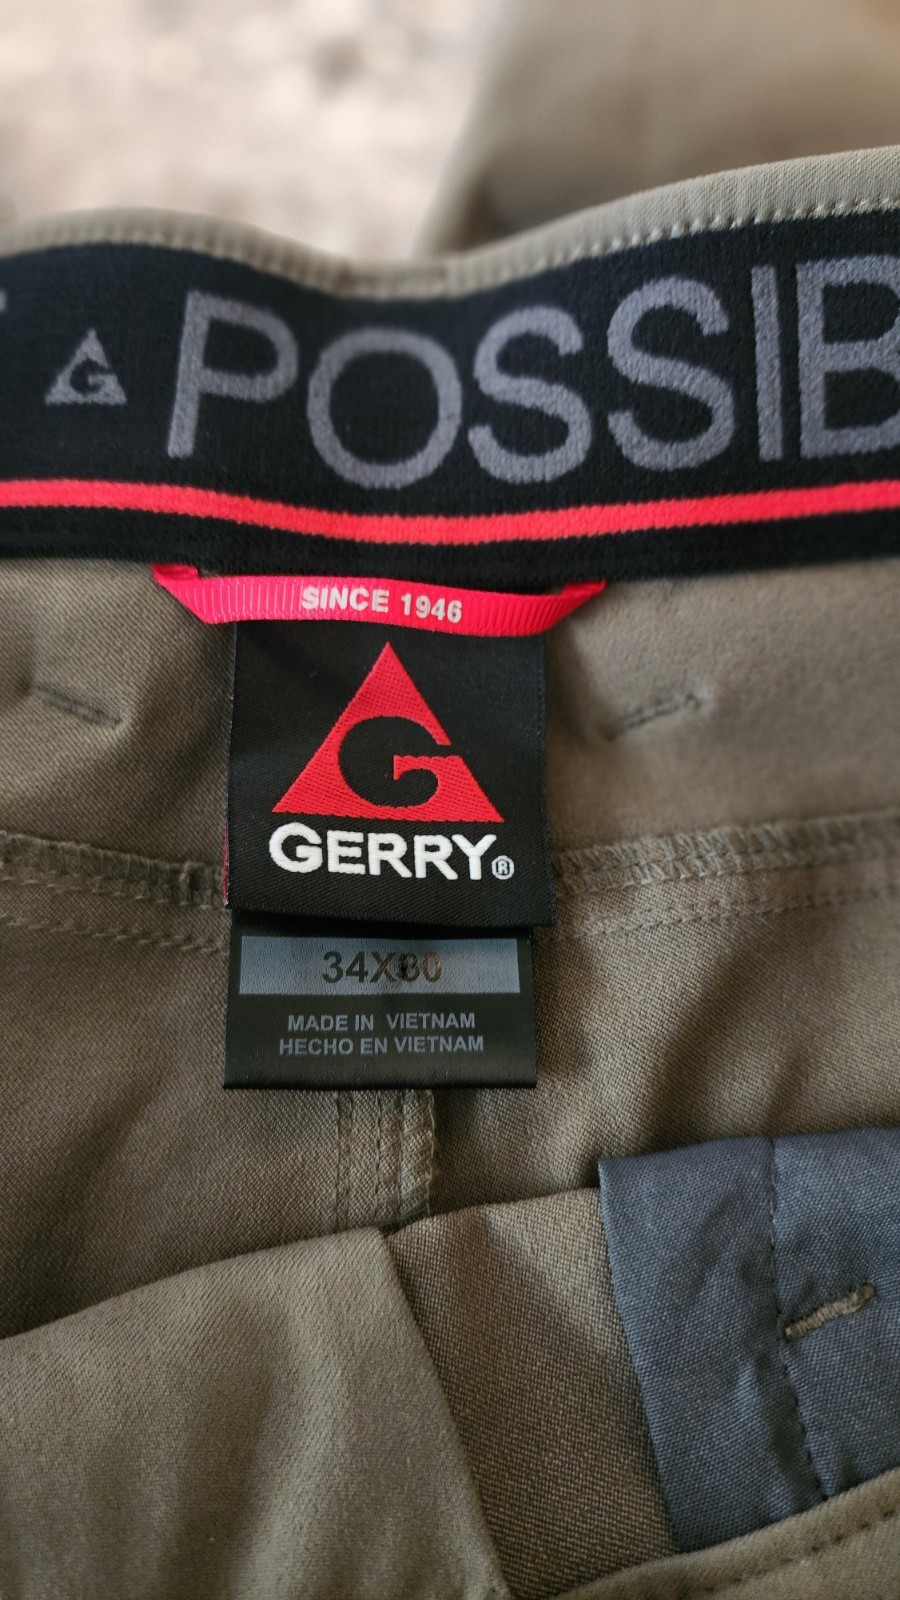 G POSSIB
SINCE 1946
G
GERRY®
34X30
MADE IN VIETNAM
HECHO EN VIETNAM